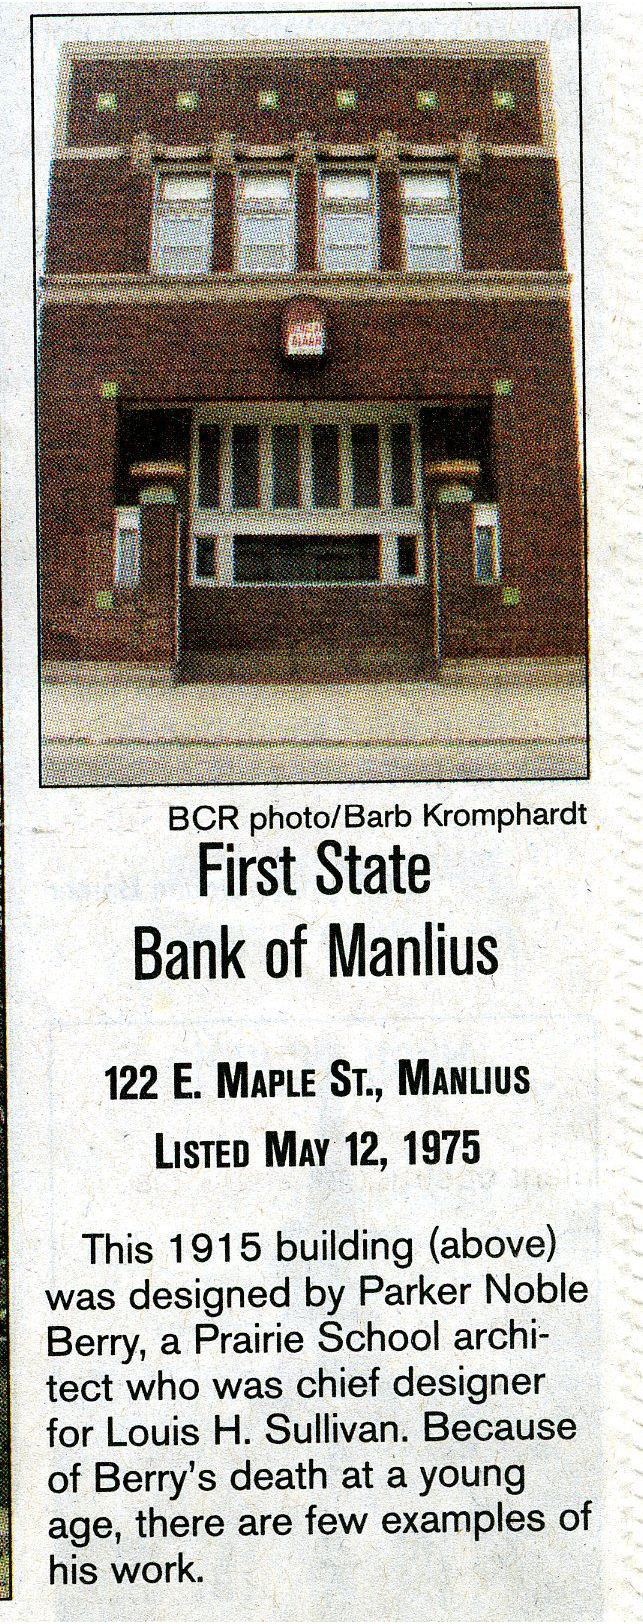 BCR photo/Barb Kromphardt
First State
Bank of Manlius
122 E. MAPLE ST., MANLIUS
LISTED MAY 12, 1975
This 1915 building (above)
was designed by Parker Noble
Berry, a Prairie School archi-
tect who was chief designer
for Louis H. Sullivan. Because
of Berry's death at a young
age, there are few examples of
his work.